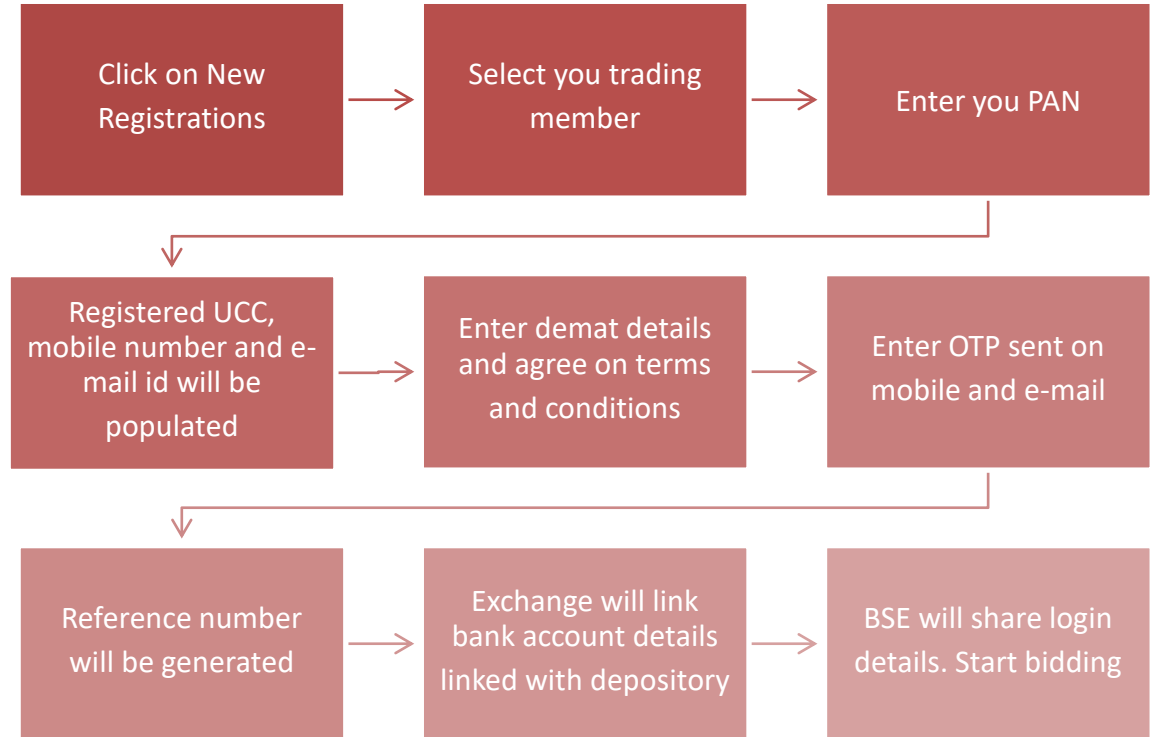 Click on New
Registrations
Select you trading
member
Enter you PAN
Registered UCC,
mobile number and e-
mail id will be
populated
Enter demat details
and agree on terms
and conditions
Enter OTP sent on
mobile and e-mail
Reference number
will be generated
Exchange will link
bank account details
linked with depository
BSE will share login
details. Start bidding